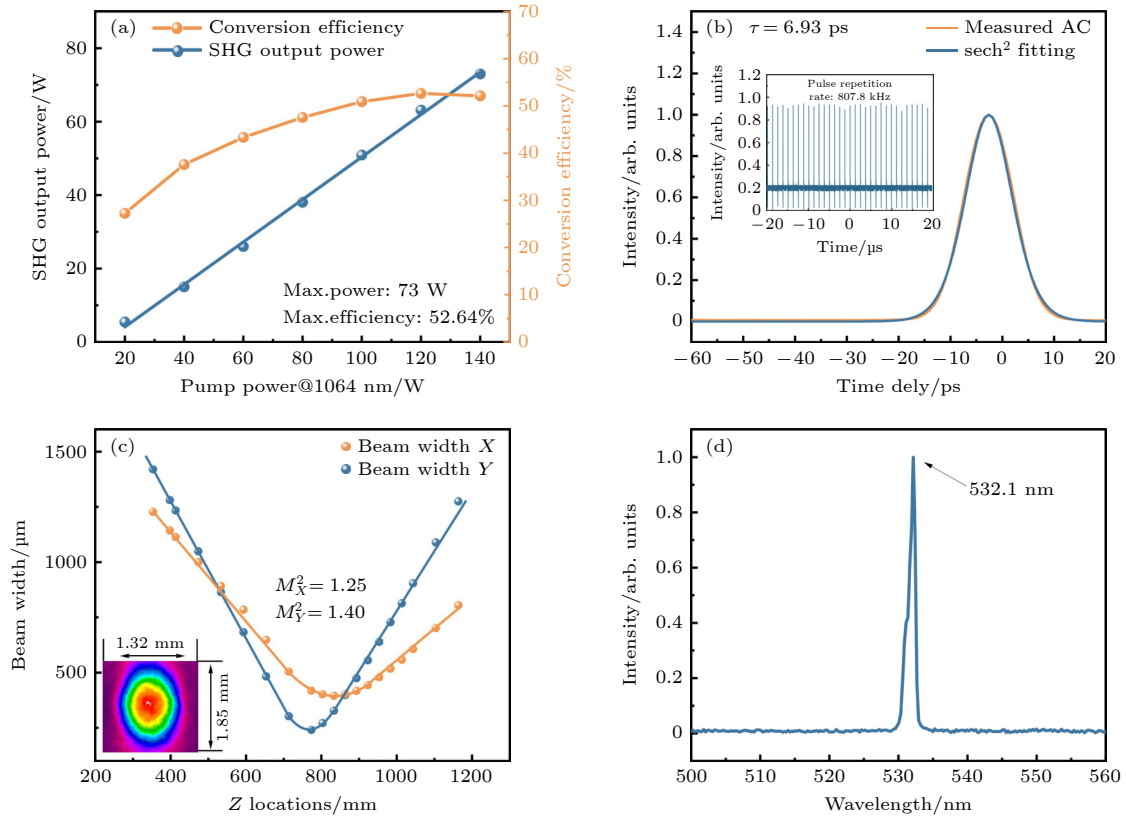 (a)
Conversion efficiency
SHG output power
SHG output power/W
80
60
40
20
0
Conversion efficiency/%
70
60
50
40
30
20
10
0
Max.power: 73 W
Max.efficiency: 52.64%
20 40 60 80 100 120 140
Pump power@1064 nm/W
(b)
τ = 6.93 ps
Measured AC
sech² fitting
Intensity/arb. units
1.4
1.2
1.0
0.8
0.6
0.4
0.2
0
Pulse repetition
rate: 807.8 kHz
Intensity/arb. units
1.2
1.0
0.8
0.6
0.4
0.2
0
−20 −10 0 10 20
Time/µs
−60 −50 −40 −30 −20 −10 0 10 20
Time dely/ps
(c)
Beam width X
Beam width Y
Beam width/µm
1500
1000
500
M²X = 1.25
M²Y = 1.40
1.32 mm
1.85 mm
200 400 600 800 1000 1200
Z locations/mm
(d)
532.1 nm
Intensity/arb. units
1.0
0.8
0.6
0.4
0.2
0
500 510 520 530 540 550 560
Wavelength/nm